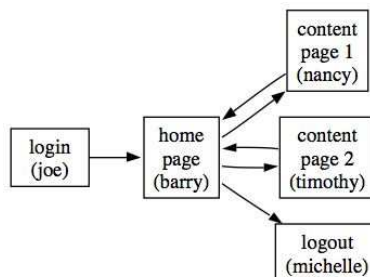 login
(joe)
home
page
(barry)
content
page 1
(nancy)
content
page 2
(timothy)
logout
(michelle)